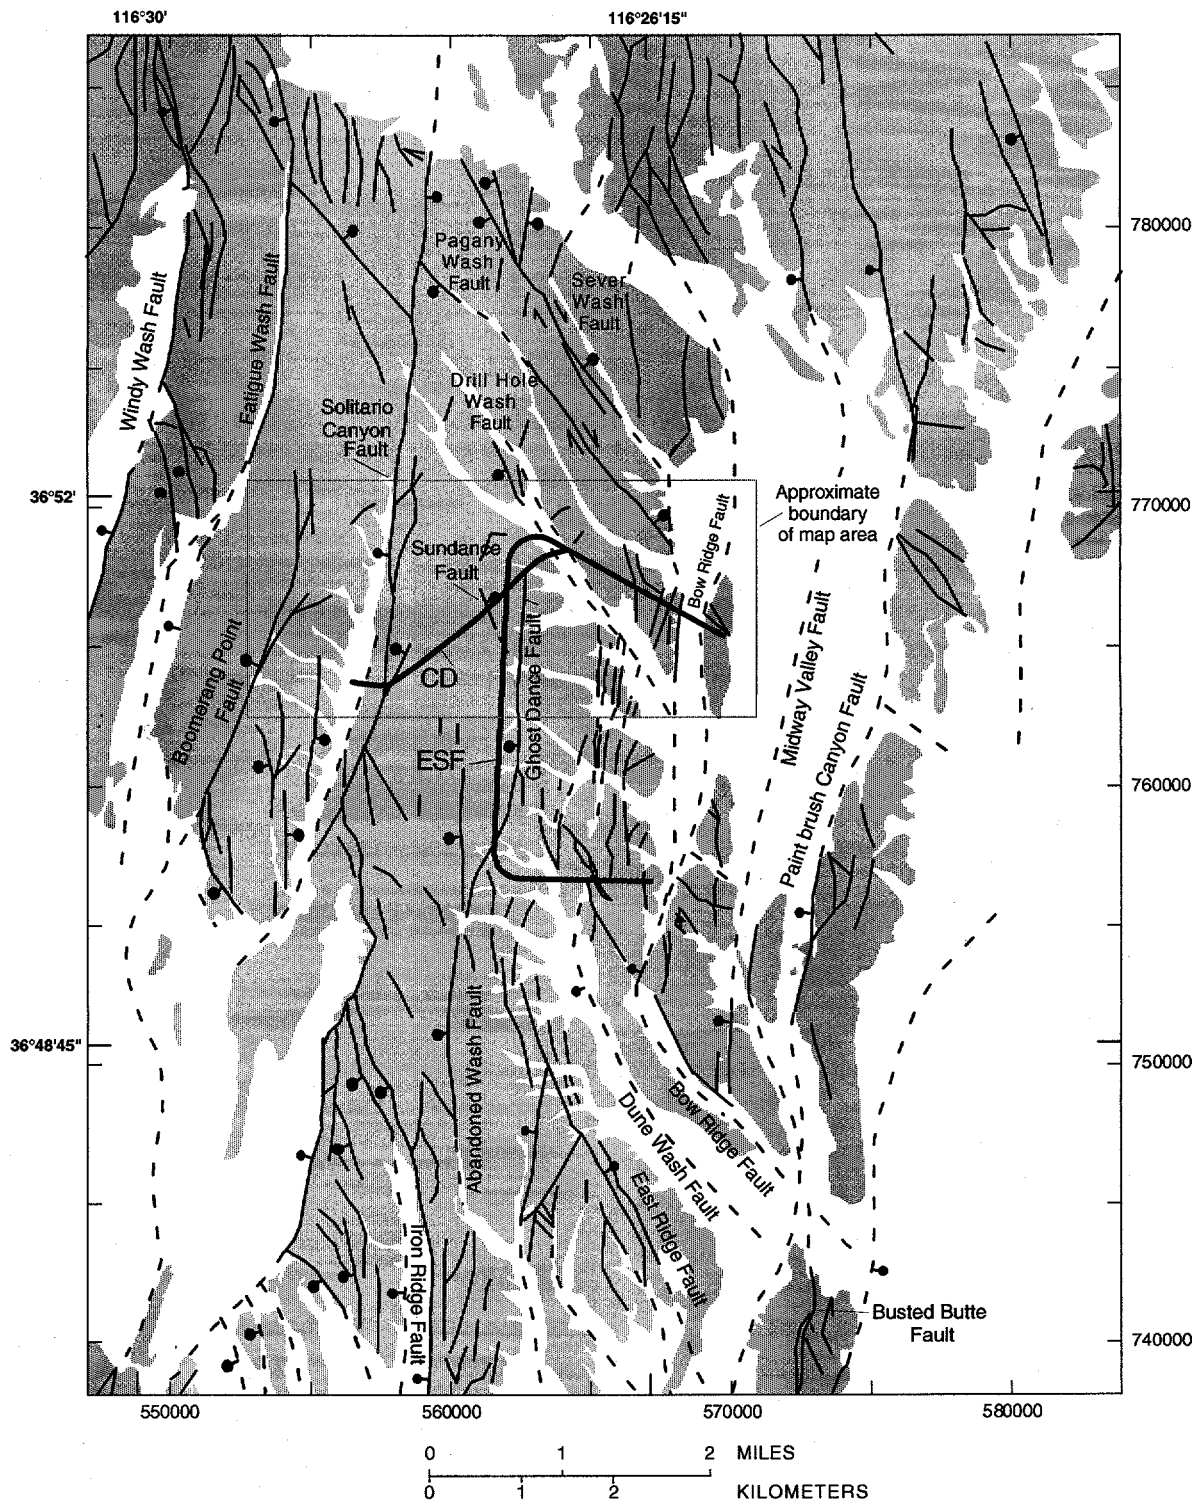 116°30'
116°26'15"
Pagany
Wash
Fault
Sever
Wash
Fault
780000
Windy Wash Fault
Fatigue Wash Fault
Solitario
Canyon
Fault
Drill Hole
Wash
Fault
36°52'
Approximate
boundary
of map area
770000
Bow Ridge Fault
Sundance
Fault
Boomerang Point
Fault
CD
ESF
Ghost Dance Fault
Midway Valley Fault
Paint brush Canyon Fault
760000
36°48'45"
750000
Abandoned Wash Fault
Bow Ridge Fault
Dune Wash Fault
East Ridge Fault
Iron Ridge Fault
Busted Butte
Fault
740000
550000
560000
570000
580000
0 1 2 MILES
0 1 2 KILOMETERS